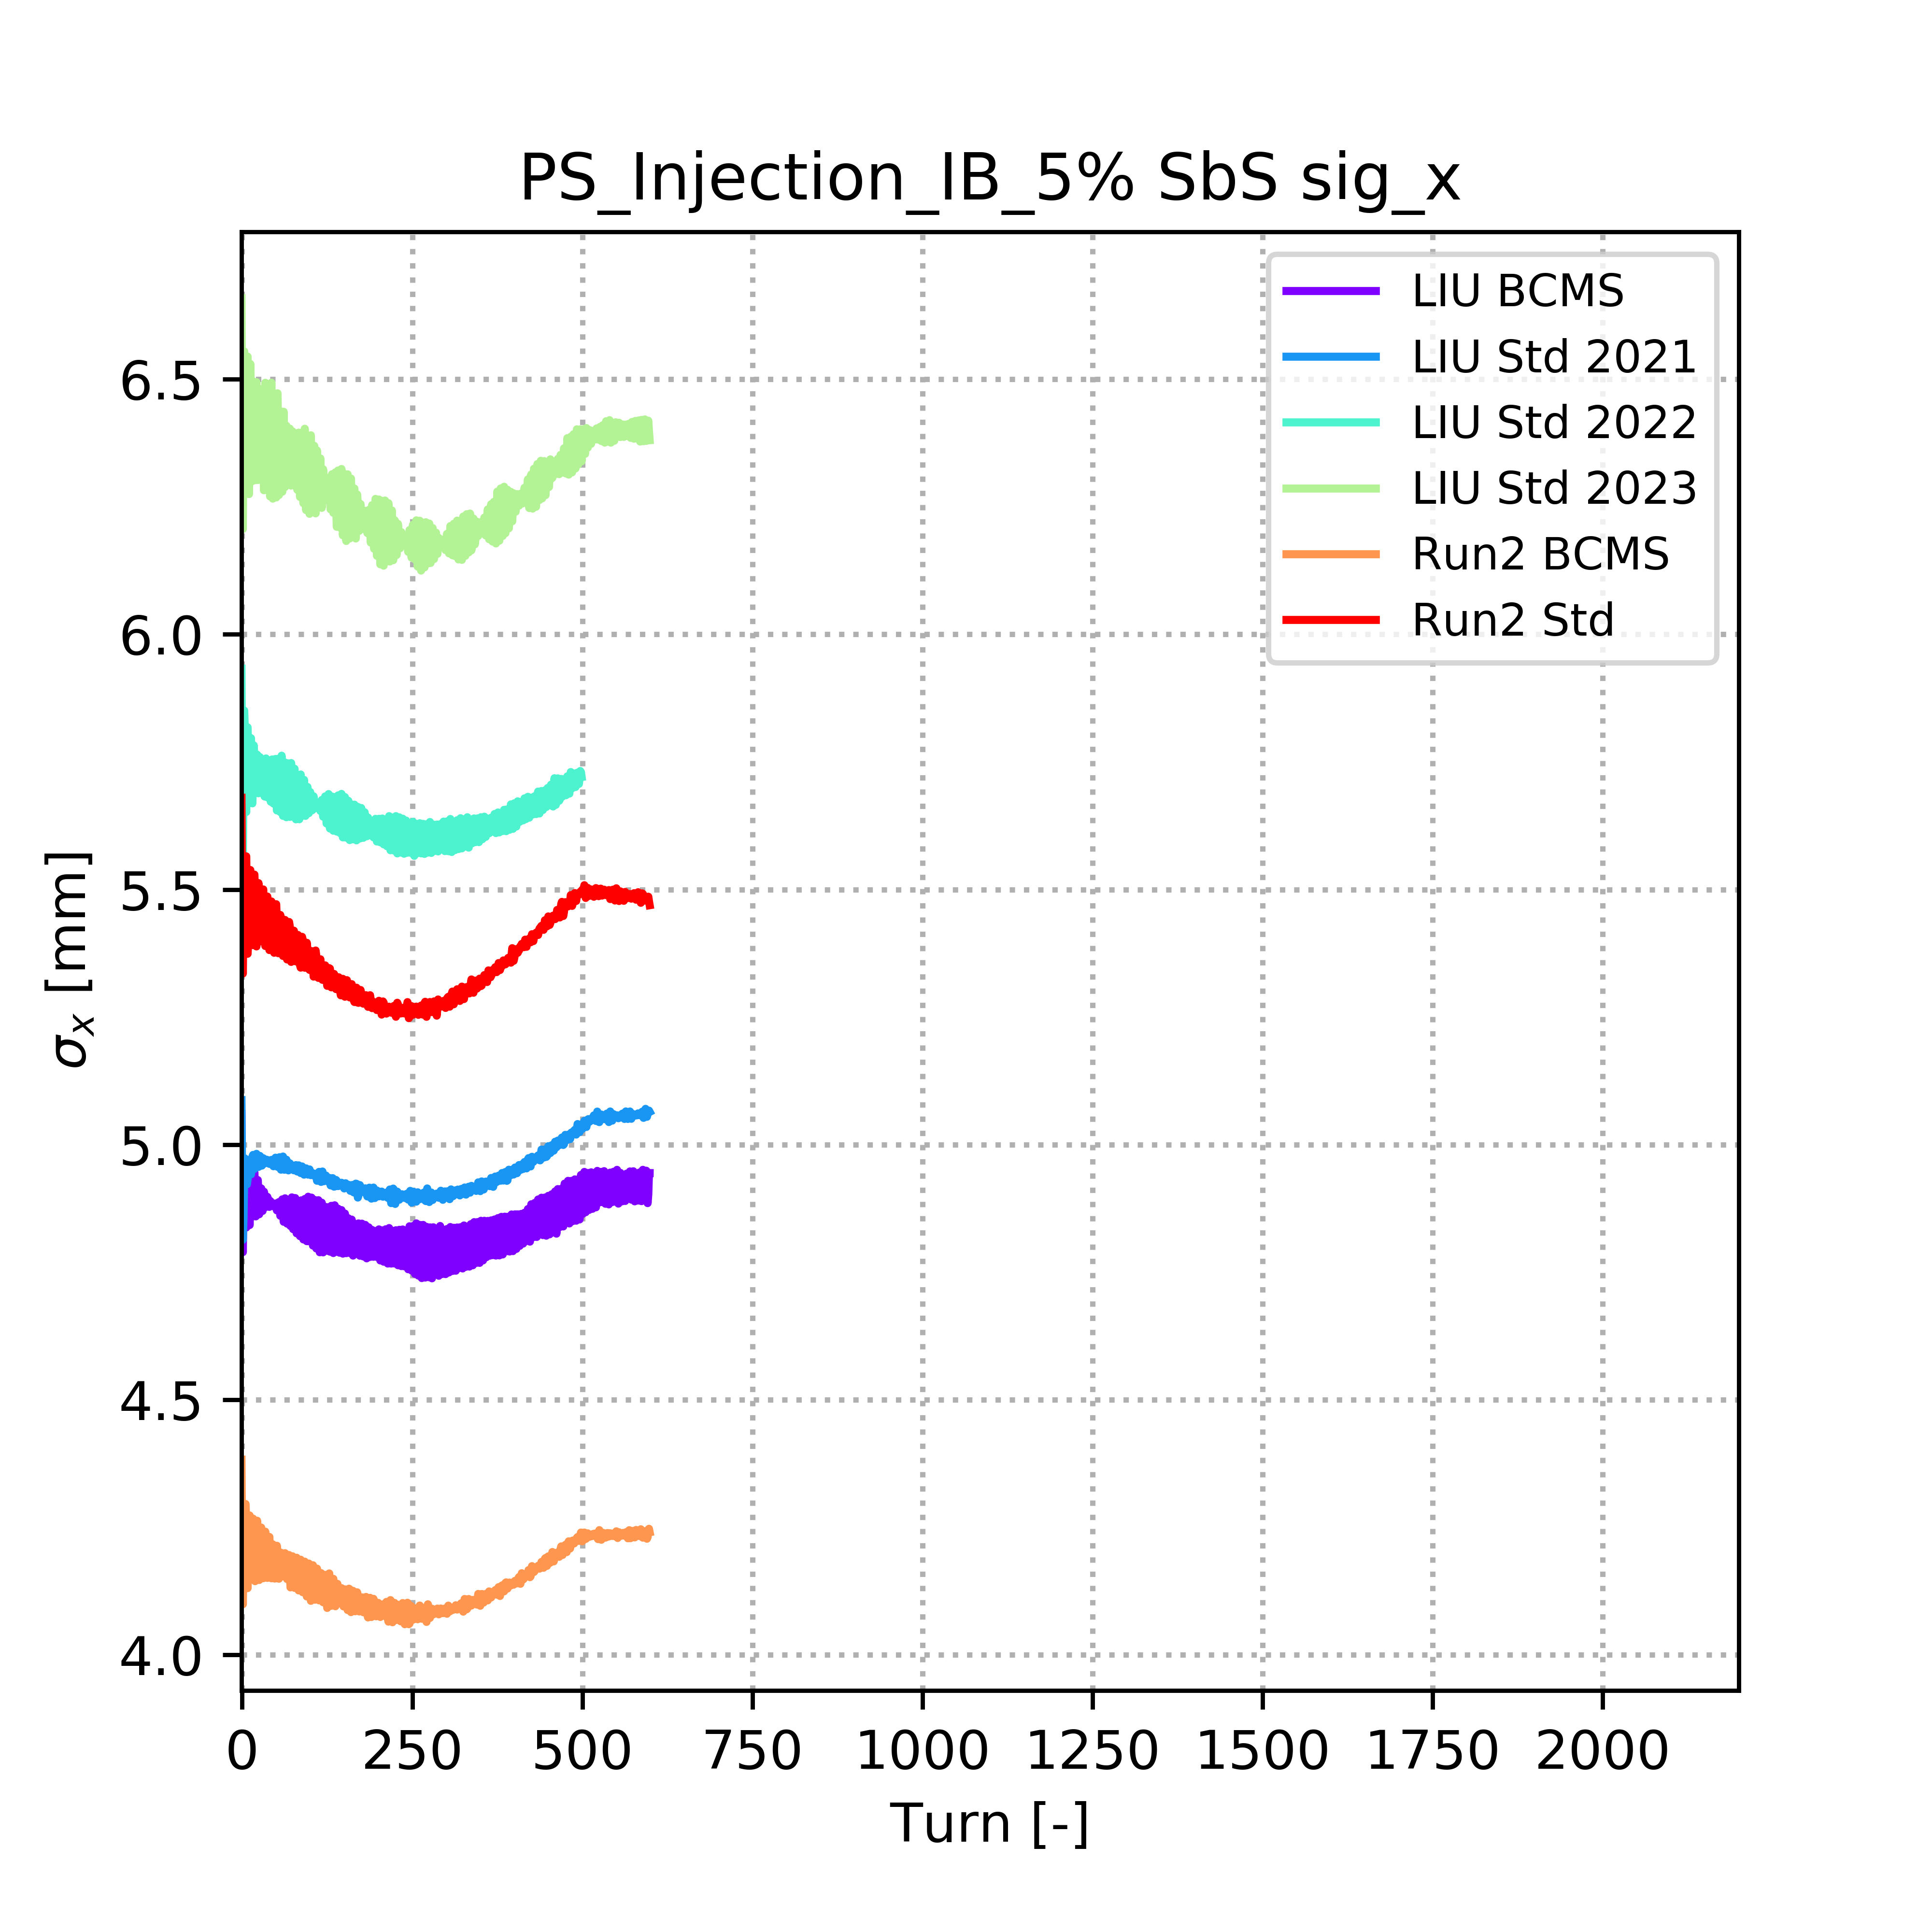 PS_Injection_IB_5% SbS sig_x
LIU BCMS
LIU Std 2021
LIU Std 2022
LIU Std 2023
Run2 BCMS
Run2 Std
6.5
6.0
5.5
5.0
4.5
4.0
σx [mm]
0 250 500 750 1000 1250 1500 1750 2000
Turn [-]